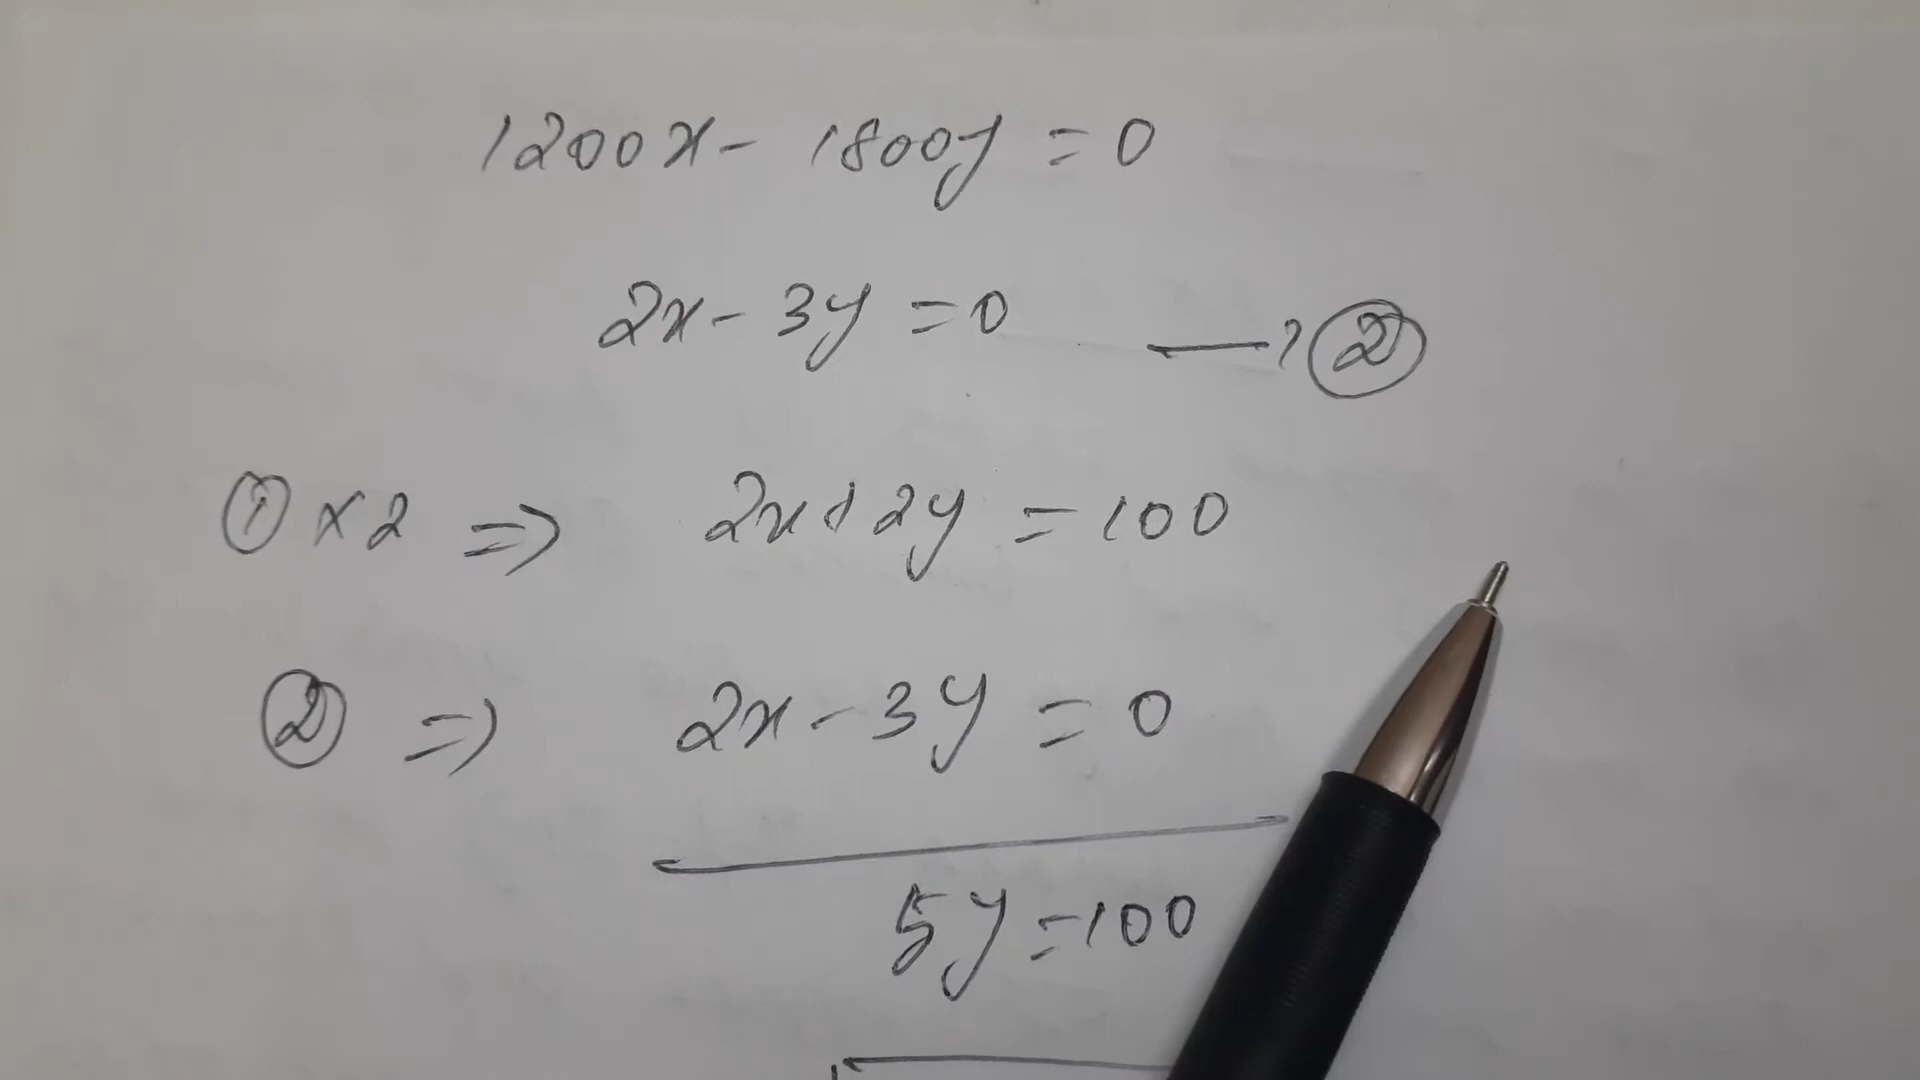 1200x - 1800y = 0
2x - 3y = 0 → ②
① × 2 ⇒ 2x + 2y = 100
② ⇒ 2x - 3y = 0
5y = 100